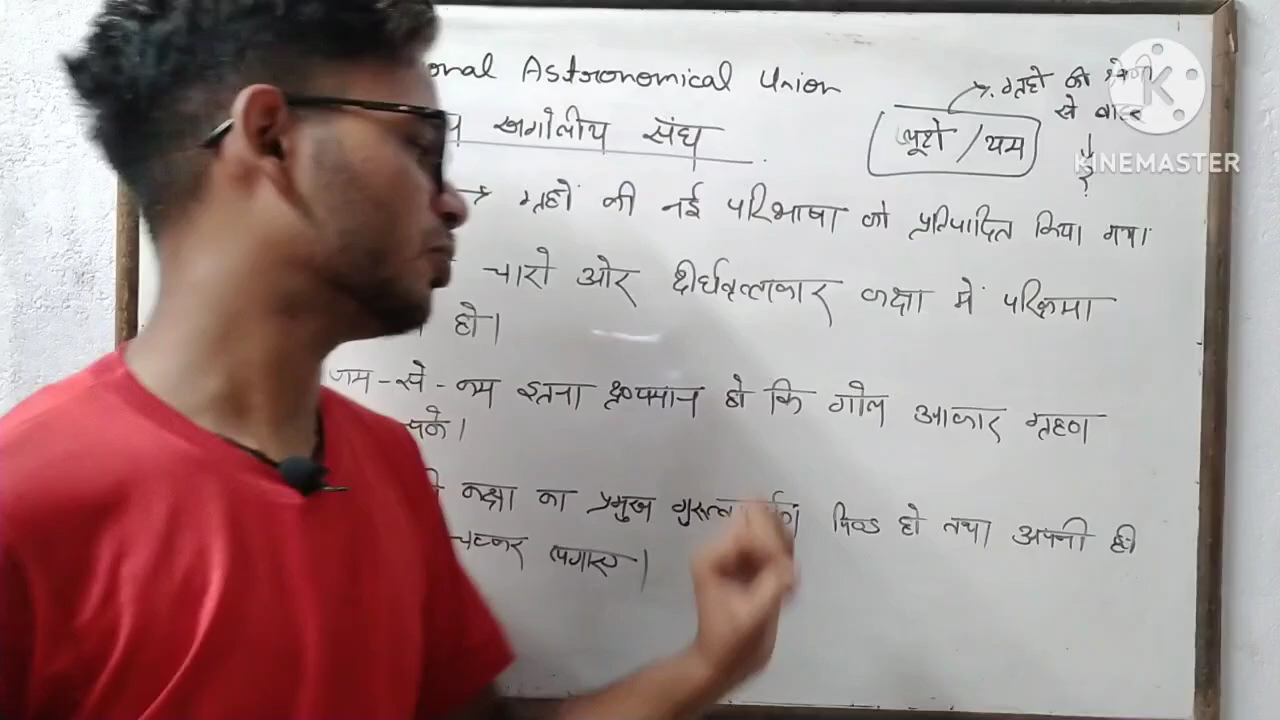 onal Astronomical Union
य खगोलीय संघ
प्लूटो / यम
→ ग्रहों की श्रेणी
से बाहर
↓
?
→ ग्रहों की नई परिभाषा को प्रतिपादित किया गया
चारो ओर दीर्घवृत्ताकार कक्षा में परिक्रमा
हो।
कम-से-कम इतना द्रव्यमान हो कि गोल आकार ग्रहण
सके।
कक्षा का प्रमुख पिण्ड हो तथा अपनी ही
चक्कर लगाए।
K
KINEMASTER